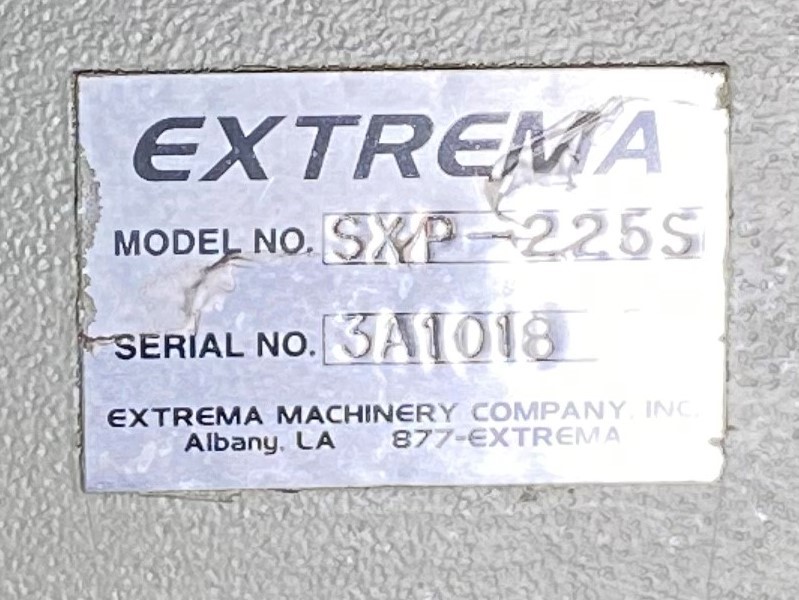 EXTREMA
MODEL NO. SXP-225S
SERIAL NO. 3A1018
EXTREMA MACHINERY COMPANY, INC.
Albany, LA 877-EXTREMA